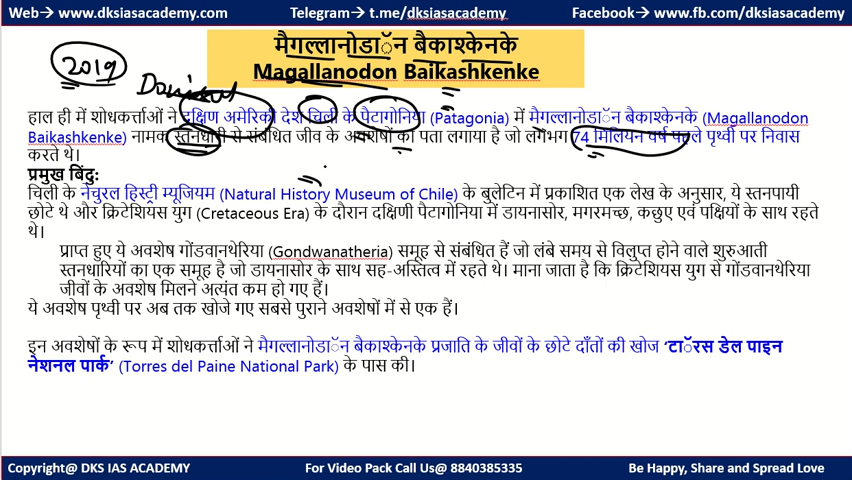 Web→ www.dksiasacademy.com Telegram→ t.me/dksiasacademy Facebook→ www.fb.com/dksiasacademy
मैगल्लानोडाॅन बैकाश्केनके
2019
Magallanodon Baikashkenke
हाल ही में शोधकर्त्ताओं ने दक्षिण अमेरिकी देश चिली के पैटागोनिया (Patagonia) में मैगल्लानोडाॅन बैकाश्केनके (Magallanodon
Baikashkenke) नामक स्तनधारी से संबंधित जीव के अवशेषों का पता लगाया है जो लगभग 74 मिलियन वर्ष पहले पृथ्वी पर निवास
करते थे।
प्रमुख बिंदुः
चिली के नेचुरल हिस्ट्री म्यूजियम (Natural History Museum of Chile) के बुलेटिन में प्रकाशित एक लेख के अनुसार, ये स्तनपायी
छोटे थे और क्रिटेशियस युग (Cretaceous Era) के दौरान दक्षिणी पैटागोनिया में डायनासोर, मगरमच्छ, कछुए एवं पक्षियों के साथ रहते
थे।
प्राप्त हुए ये अवशेष गोंडवानथेरिया (Gondwanatheria) समूह से संबंधित हैं जो लंबे समय से विलुप्त होने वाले शुरुआती
स्तनधारियों का एक समूह है जो डायनासोर के साथ सह-अस्तित्व में रहते थे। माना जाता है कि क्रिटेशियस युग से गोंडवानथेरिया
जीवों के अवशेष मिलने अत्यंत कम हो गए हैं।
ये अवशेष पृथ्वी पर अब तक खोजे गए सबसे पुराने अवशेषों में से एक हैं।
इन अवशेषों के रूप में शोधकर्त्ताओं ने मैगल्लानोडाॅन बैकाश्केनके प्रजाति के जीवों के छोटे दाँतों की खोज ‘टाॅरस डेल पाइन
नेशनल पार्क’ (Torres del Paine National Park) के पास की।
Copyright@ DKS IAS ACADEMY For Video Pack Call Us@ 8840385335 Be Happy, Share and Spread Love